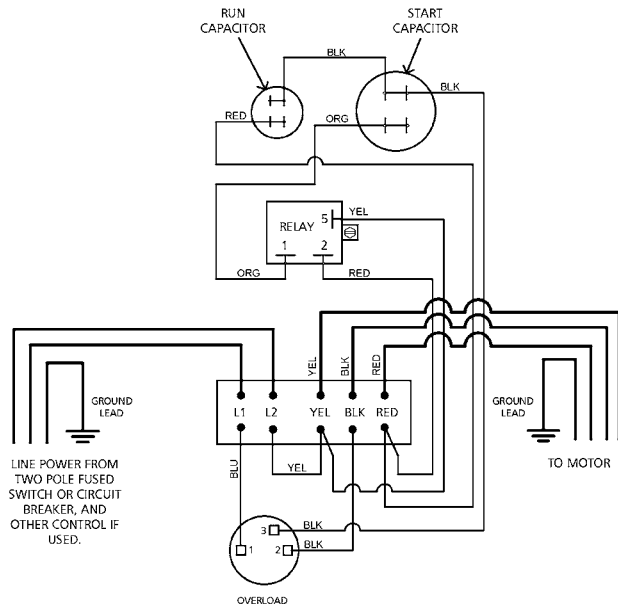 RUN
CAPACITOR
START
CAPACITOR
BLK
BLK
RED
ORG
RELAY
5
YEL
1
2
ORG
RED
YEL
BLK
RED
GROUND
LEAD
L1
L2
YEL
BLK
RED
GROUND
LEAD
LINE POWER FROM
TWO POLE FUSED
SWITCH OR CIRCUIT
BREAKER, AND
OTHER CONTROL IF
USED.
TO MOTOR
BLU
YEL
3
BLK
1
2
BLK
OVERLOAD